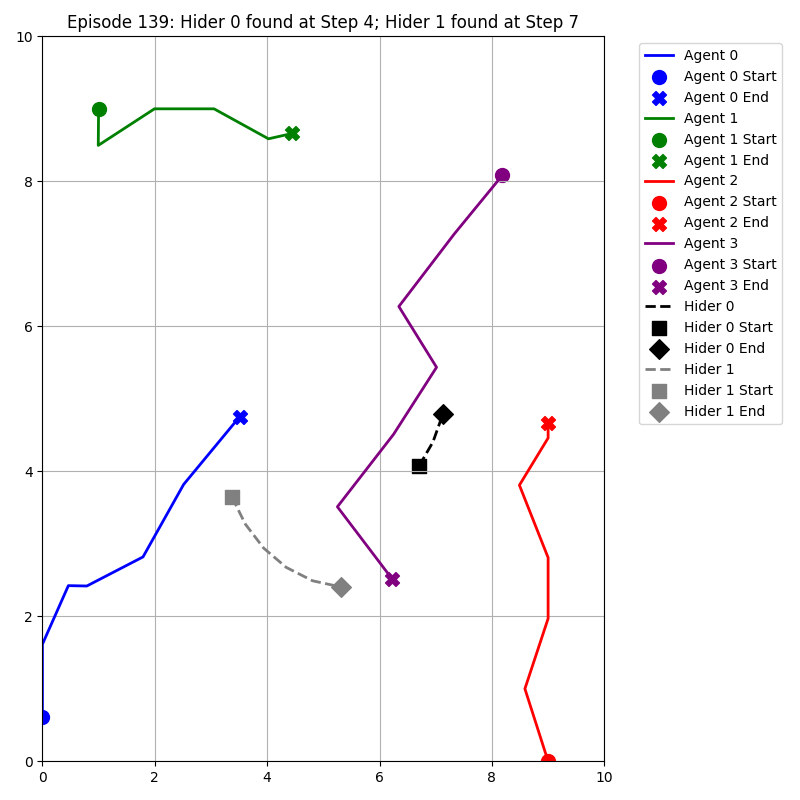 Episode 139: Hider 0 found at Step 4; Hider 1 found at Step 7
10
8
6
4
2
0
0 2 4 6 8 10
Agent 0
Agent 0 Start
Agent 0 End
Agent 1
Agent 1 Start
Agent 1 End
Agent 2
Agent 2 Start
Agent 2 End
Agent 3
Agent 3 Start
Agent 3 End
Hider 0
Hider 0 Start
Hider 0 End
Hider 1
Hider 1 Start
Hider 1 End